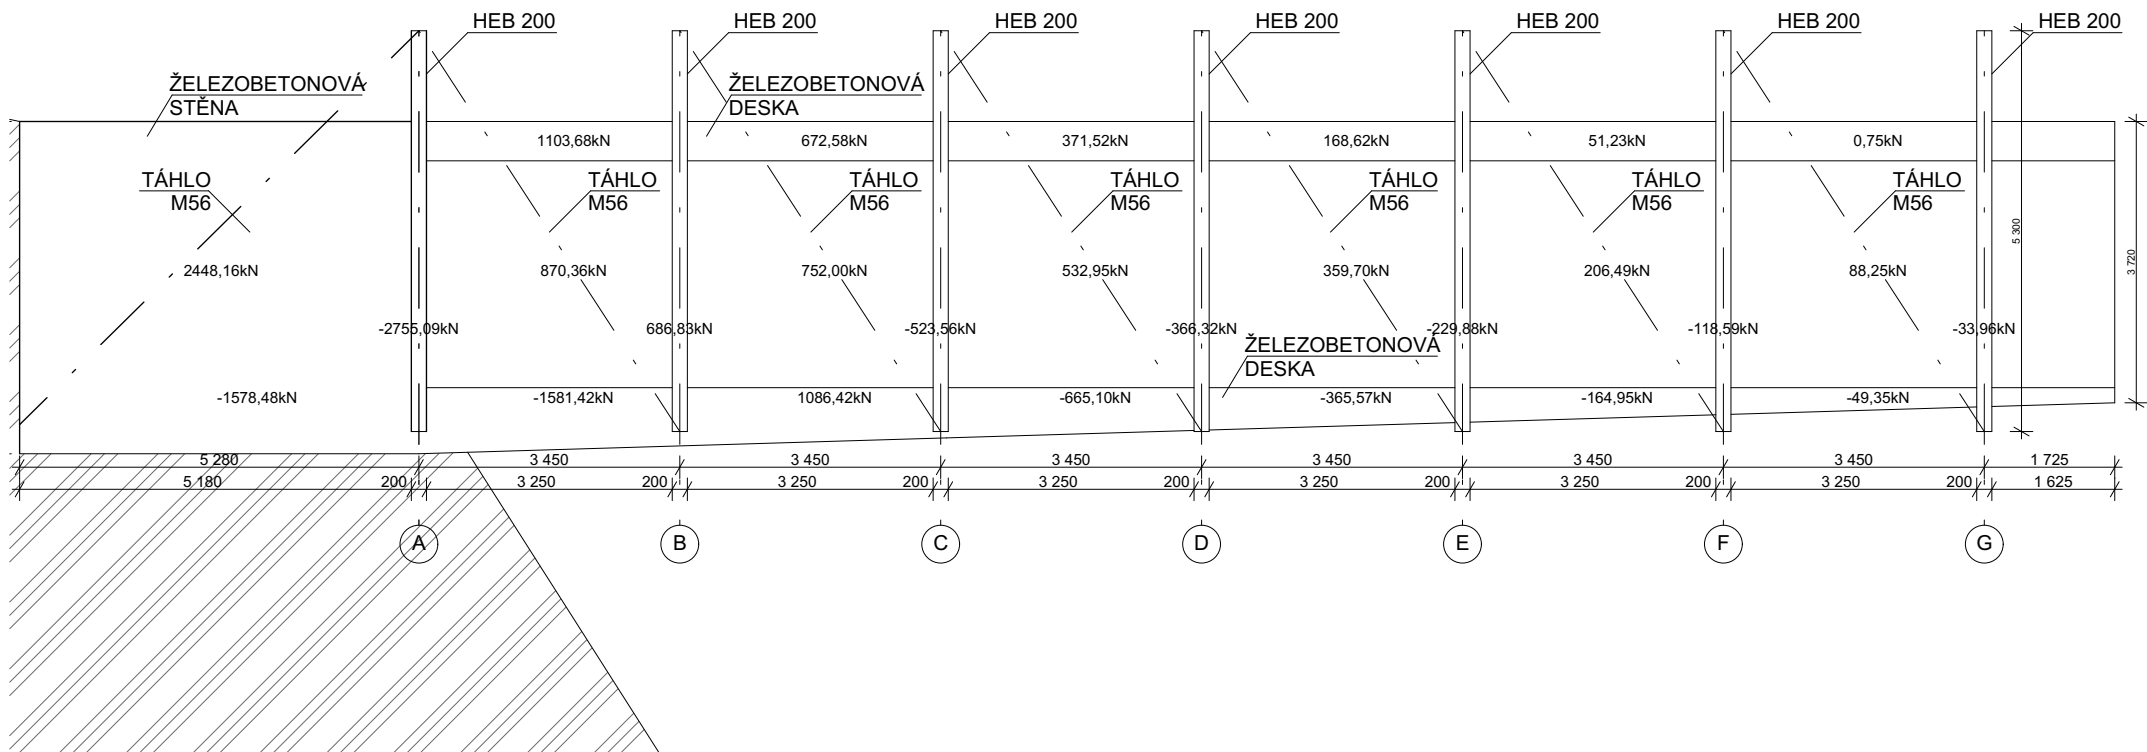 HEB 200
HEB 200
HEB 200
HEB 200
HEB 200
HEB 200
HEB 200
ŽELEZOBETONOVÁ
STĚNA
ŽELEZOBETONOVÁ
DESKA
1103,68kN
672,58kN
371,52kN
168,62kN
51,23kN
0,75kN
TÁHLO
M56
TÁHLO
M56
TÁHLO
M56
TÁHLO
M56
TÁHLO
M56
TÁHLO
M56
TÁHLO
M56
5 300
3 720
2448,16kN
870,36kN
752,00kN
532,95kN
359,70kN
206,49kN
88,25kN
-2755,09kN
686,83kN
-523,56kN
-366,32kN
-229,88kN
-118,59kN
-33,96kN
ŽELEZOBETONOVÁ
DESKA
-1578,48kN
-1581,42kN
1086,42kN
-665,10kN
-365,57kN
-164,95kN
-49,35kN
5 280
3 450
3 450
3 450
3 450
3 450
3 450
1 725
5 180
200
3 250
200
3 250
200
3 250
200
3 250
200
3 250
200
3 250
200
1 625
A
B
C
D
E
F
G